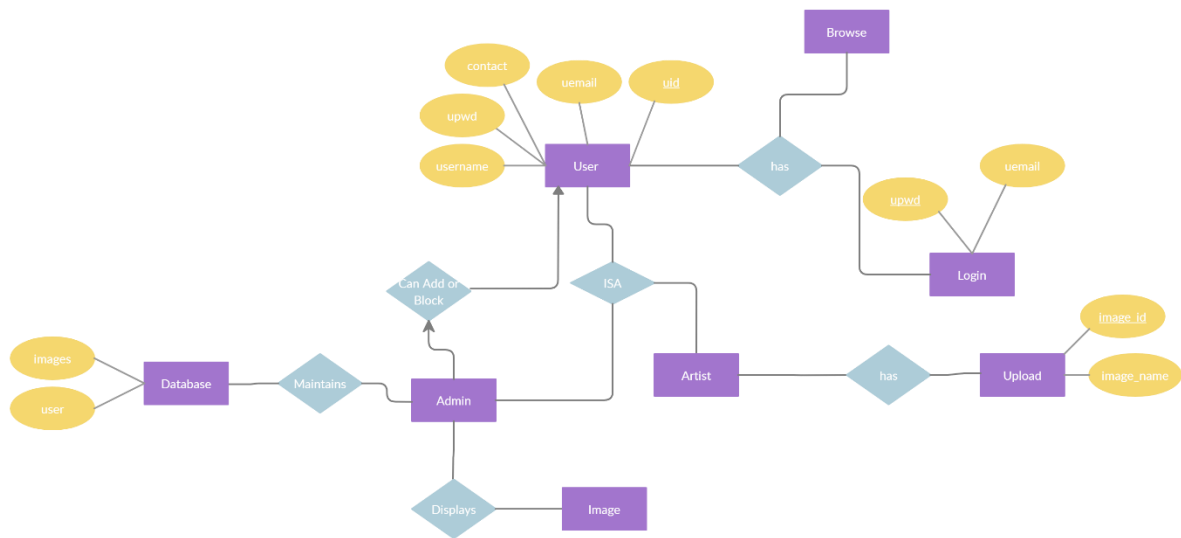 Browse
contact
uemail
uid
upwd
username
User
has
uemail
upwd
Login
Can Add or
Block
ISA
image_id
images
Database
Maintains
Artist
has
Upload
image_name
user
Admin
Displays
Image